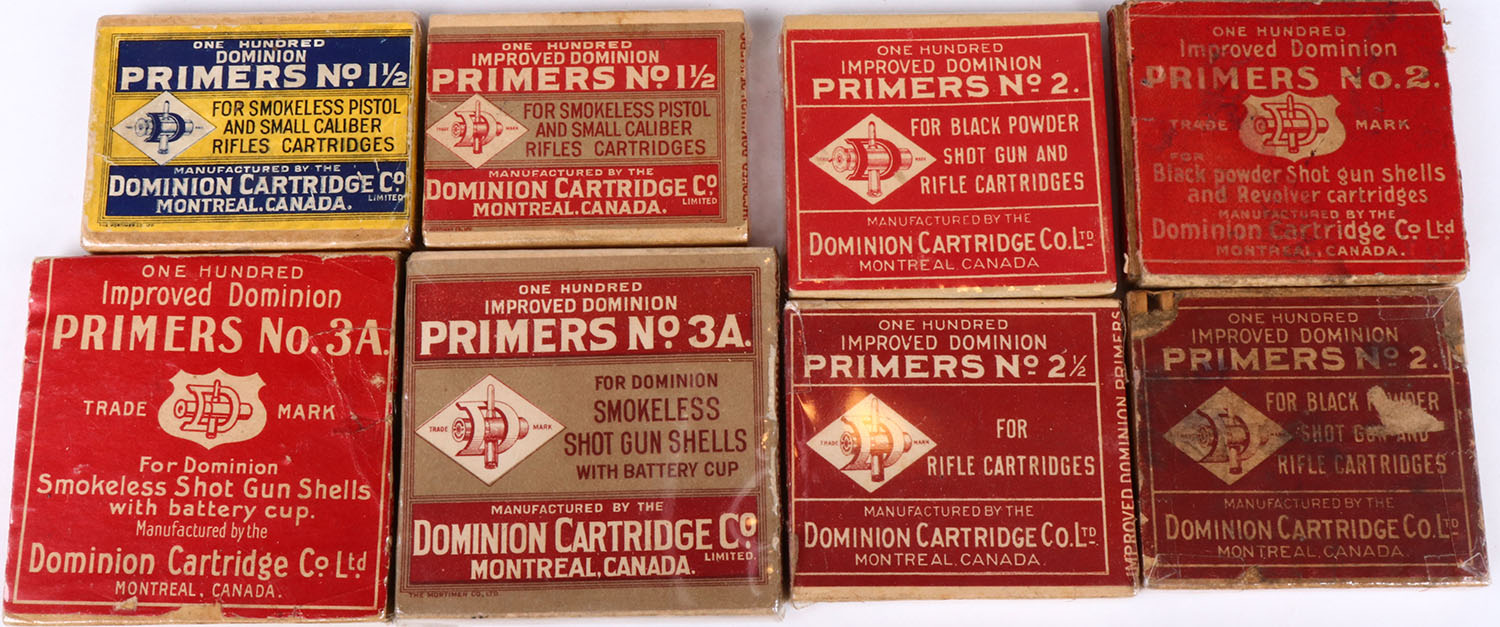 ONE HUNDRED
DOMINION
PRIMERS No 1½
FOR SMOKELESS PISTOL
AND SMALL CALIBER
RIFLES CARTRIDGES
MANUFACTURED BY THE
DOMINION CARTRIDGE Co
LIMITED
MONTREAL. CANADA.
THE MORTIMER CO. LTD.
ONE HUNDRED
IMPROVED DOMINION
PRIMERS No 1½
TRADE MARK
FOR SMOKELESS PISTOL
AND SMALL CALIBER
RIFLES CARTRIDGES
MANUFACTURED BY THE
DOMINION CARTRIDGE Co
LIMITED
MONTREAL. CANADA.
ONE HUNDRED
IMPROVED DOMINION
PRIMERS No 2.
TRADE MARK
FOR BLACK POWDER
SHOT GUN AND
RIFLE CARTRIDGES
MANUFACTURED BY THE
DOMINION CARTRIDGE CO. LTD
MONTREAL, CANADA.
ONE HUNDRED
Improved Dominion
PRIMERS No. 2.
TRADE MARK
FOR
Black powder Shot gun shells
and Revolver cartridges
MANUFACTURED BY THE
Dominion Cartridge Co Ltd
MONTREAL, CANADA.
ONE HUNDRED
Improved Dominion
PRIMERS No. 3A.
TRADE MARK
For Dominion
Smokeless Shot Gun Shells
with battery cup.
Manufactured by the
Dominion Cartridge Co Ltd
MONTREAL, CANADA.
ONE HUNDRED
IMPROVED DOMINION
PRIMERS No 3A.
TRADE MARK
FOR DOMINION
SMOKELESS
SHOT GUN SHELLS
WITH BATTERY CUP
MANUFACTURED BY THE
DOMINION CARTRIDGE Co
LIMITED.
MONTREAL, CANADA.
THE MORTIMER CO. LTD.
ONE HUNDRED
IMPROVED DOMINION
PRIMERS No 2½
TRADE MARK
FOR
RIFLE CARTRIDGES
MANUFACTURED BY THE
DOMINION CARTRIDGE CO. LTD.
MONTREAL, CANADA.
IMPROVED DOMINION PRIMERS
ONE HUNDRED
IMPROVED DOMINION
PRIMERS No 2.
FOR BLACK POWDER
SHOT GUN AND
RIFLE CARTRIDGES
MANUFACTURED BY THE
DOMINION CARTRIDGE CO. LTD.
MONTREAL, CANADA.